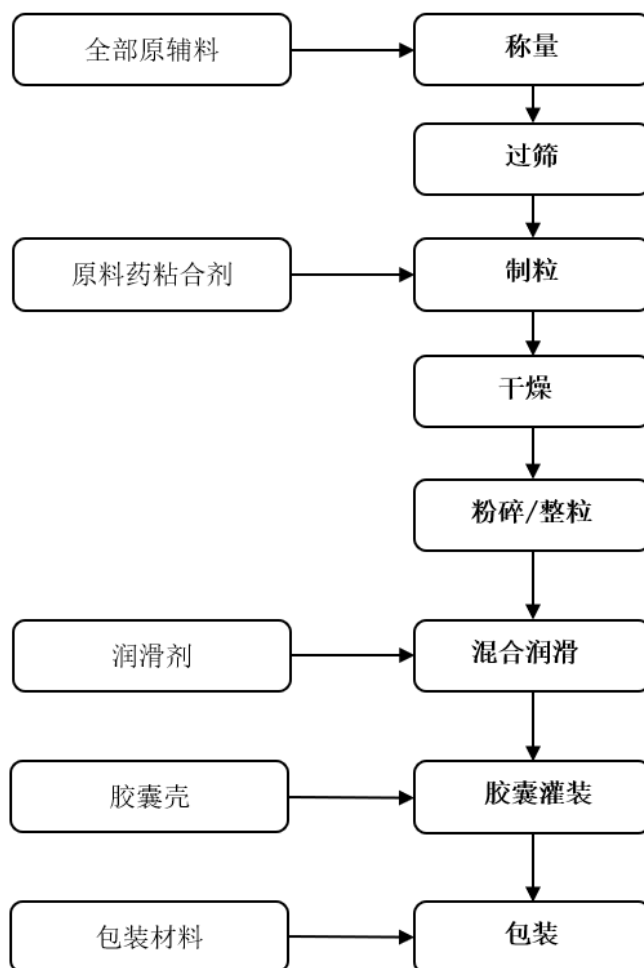 全部原辅料
称量
过筛
原料药粘合剂
制粒
干燥
粉碎/整粒
润滑剂
混合润滑
胶囊壳
胶囊灌装
包装材料
包装